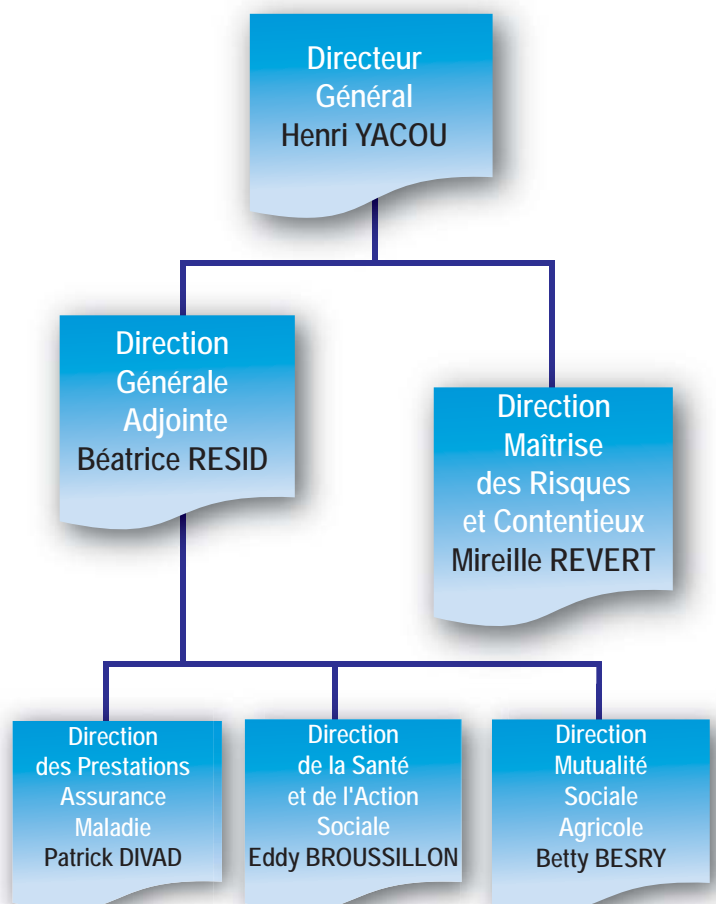 Directeur
Général
Henri YACOU
Direction
Générale
Adjointe
Béatrice RESID
Direction
Maîtrise
des Risques
et Contentieux
Mireille REVERT
Direction
des Prestations
Assurance
Maladie
Patrick DIVAD
Direction
de la Santé
et de l'Action
Sociale
Eddy BROUSSILLON
Direction
Mutualité
Sociale
Agricole
Betty BESRY